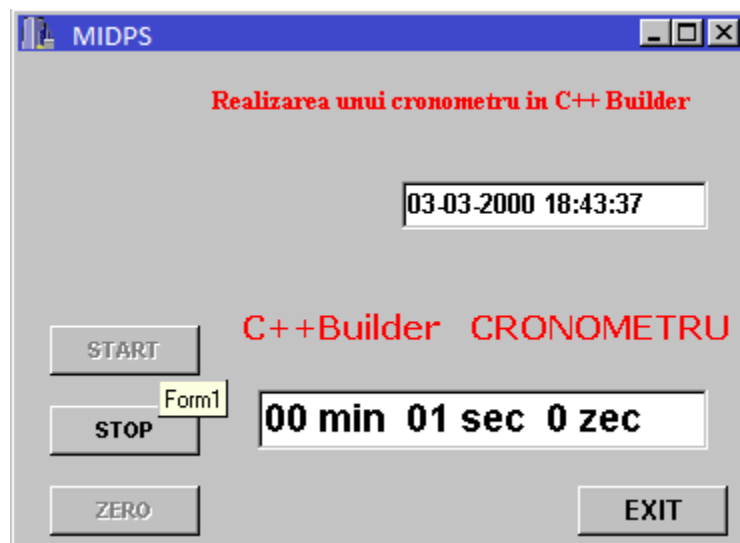 MIDPS
Realizarea unui cronometru in C++ Builder
03-03-2000 18:43:37
C++Builder CRONOMETRU
START
Form1
STOP
00 min 01 sec 0 zec
ZERO
EXIT